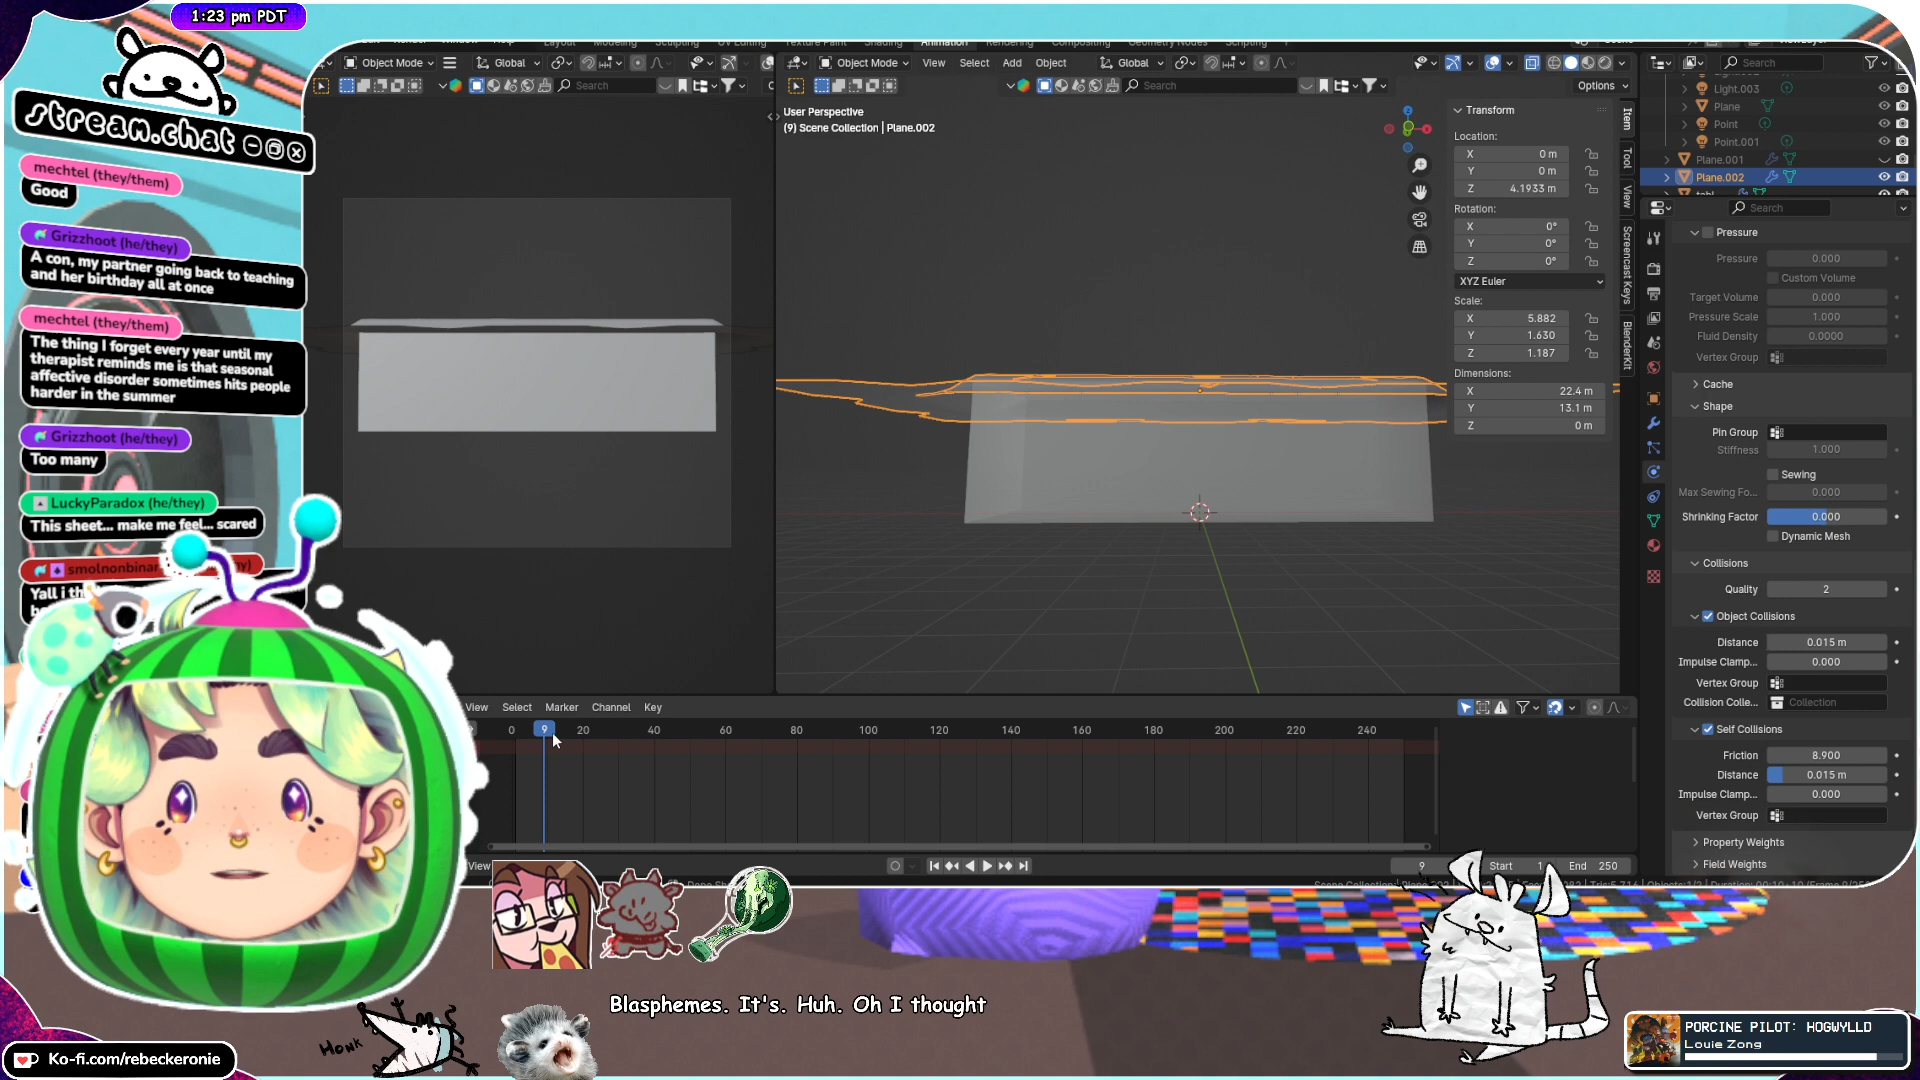 1:23 pm PDT
stream.chat
mechtel (they/them)
Good
Grizzhoot (he/they)
A con, my partner going back to teaching
and her birthday all at once
mechtel (they/them)
The thing I forget every year until my
therapist reminds me is that seasonal
affective disorder sometimes hits people
harder in the summer
Grizzhoot (he/they)
Too many
LuckyParadox (he/they)
This sheet... make me feel... scared
smolnonbinar
Yall i th
Object Mode
Global
Search
Object Mode
View
Select
Add
Object
Global
Search
Options
User Perspective
(9) Scene Collection | Plane.002
Transform
Location:
X 0 m
Y 0 m
Z 4.1933 m
Rotation:
X 0°
Y 0°
Z 0°
XYZ Euler
Scale:
X 5.882
Y 1.630
Z 1.187
Dimensions:
X 22.4 m
Y 13.1 m
Z 0 m
Item
Tool
View
Screencast Keys
BlenderKit
Search
Light.003
Plane
Point
Point.001
Plane.001
Plane.002
Search
Pressure
Pressure 0.000
Custom Volume
Target Volume 0.000
Pressure Scale 1.000
Fluid Density 0.0000
Vertex Group
Cache
Shape
Pin Group
Stiffness 1.000
Sewing
Max Sewing Fo... 0.000
Shrinking Factor 0.000
Dynamic Mesh
Collisions
Quality 2
Object Collisions
Distance 0.015 m
Impulse Clamp... 0.000
Vertex Group
Collision Colle... Collection
Self Collisions
Friction 8.900
Distance 0.015 m
Impulse Clamp... 0.000
Vertex Group
Property Weights
Field Weights
View
Select
Marker
Channel
Key
0 9 20 40 60 80 100 120 140 160 180 200 220 240
View
9
Start 1
End 250
Blasphemes. It's. Huh. Oh I thought
HONK
Ko-fi.com/rebeckeronie
PORCINE PILOT: HOGWYLLD
Louie Zong